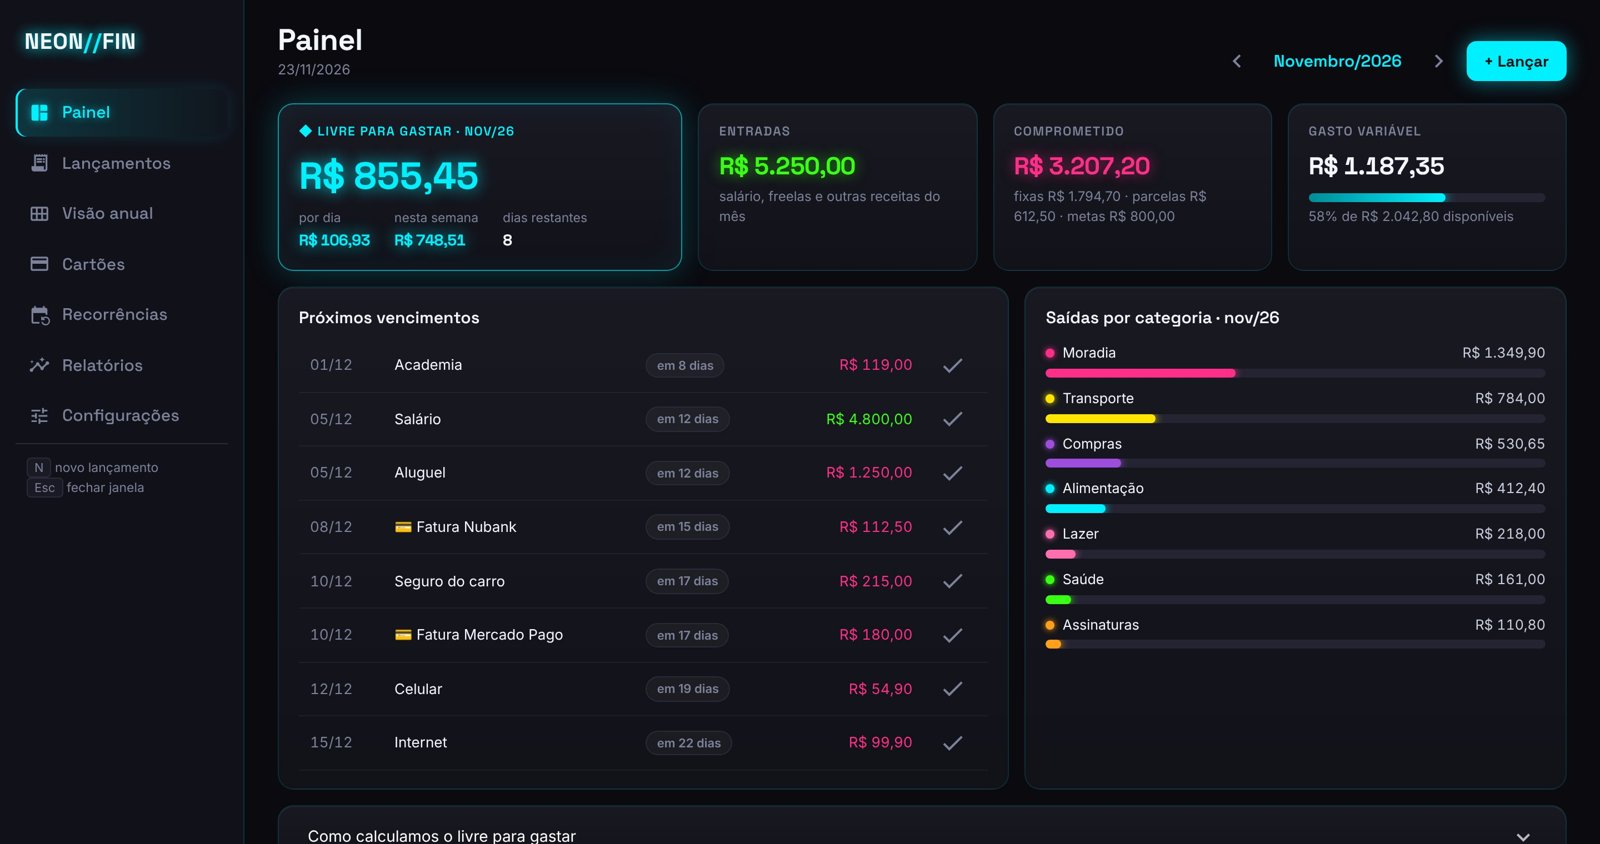 NEON//FIN
Painel
Lançamentos
Visão anual
Cartões
Recorrências
Relatórios
Configurações
N novo lançamento
Esc fechar janela
Painel
23/11/2026
Novembro/2026
+ Lançar
LIVRE PARA GASTAR · NOV/26
R$ 855,45
por dia nesta semana dias restantes
R$ 106,93 R$ 748,51 8
ENTRADAS
R$ 5.250,00
salário, freelas e outras receitas do
mês
COMPROMETIDO
R$ 3.207,20
fixas R$ 1.794,70 · parcelas R$
612,50 · metas R$ 800,00
GASTO VARIÁVEL
R$ 1.187,35
58% de R$ 2.042,80 disponíveis
Próximos vencimentos
01/12 Academia em 8 dias R$ 119,00
05/12 Salário em 12 dias R$ 4.800,00
05/12 Aluguel em 12 dias R$ 1.250,00
08/12 💳 Fatura Nubank em 15 dias R$ 112,50
10/12 Seguro do carro em 17 dias R$ 215,00
10/12 💳 Fatura Mercado Pago em 17 dias R$ 180,00
12/12 Celular em 19 dias R$ 54,90
15/12 Internet em 22 dias R$ 99,90
Saídas por categoria · nov/26
Moradia R$ 1.349,90
Transporte R$ 784,00
Compras R$ 530,65
Alimentação R$ 412,40
Lazer R$ 218,00
Saúde R$ 161,00
Assinaturas R$ 110,80
Como calculamos o livre para gastar